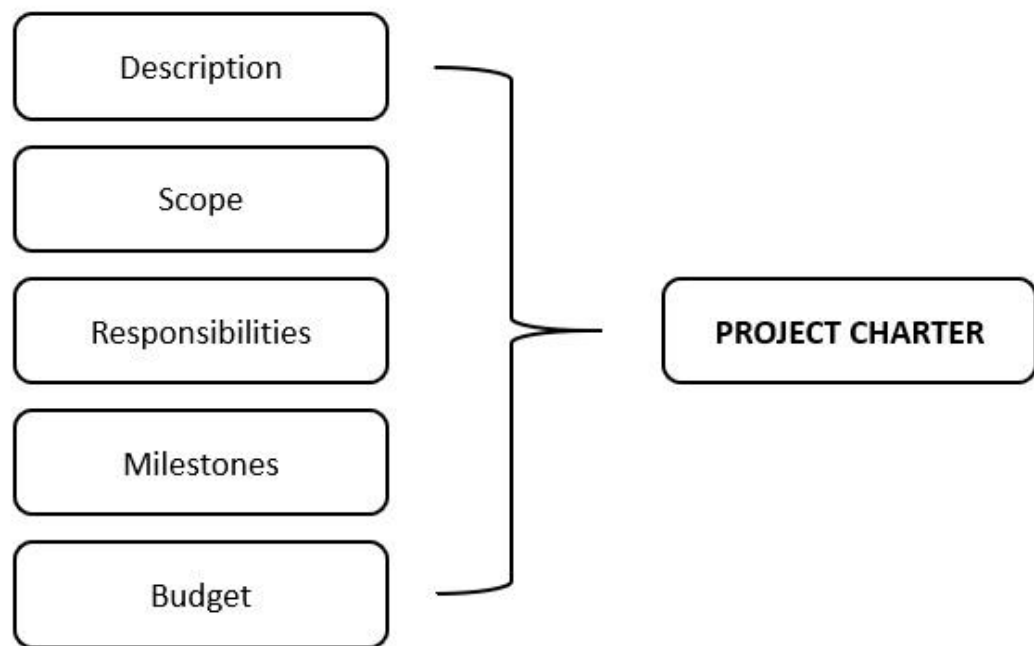 Description
Scope
Responsibilities
Milestones
Budget
PROJECT CHARTER